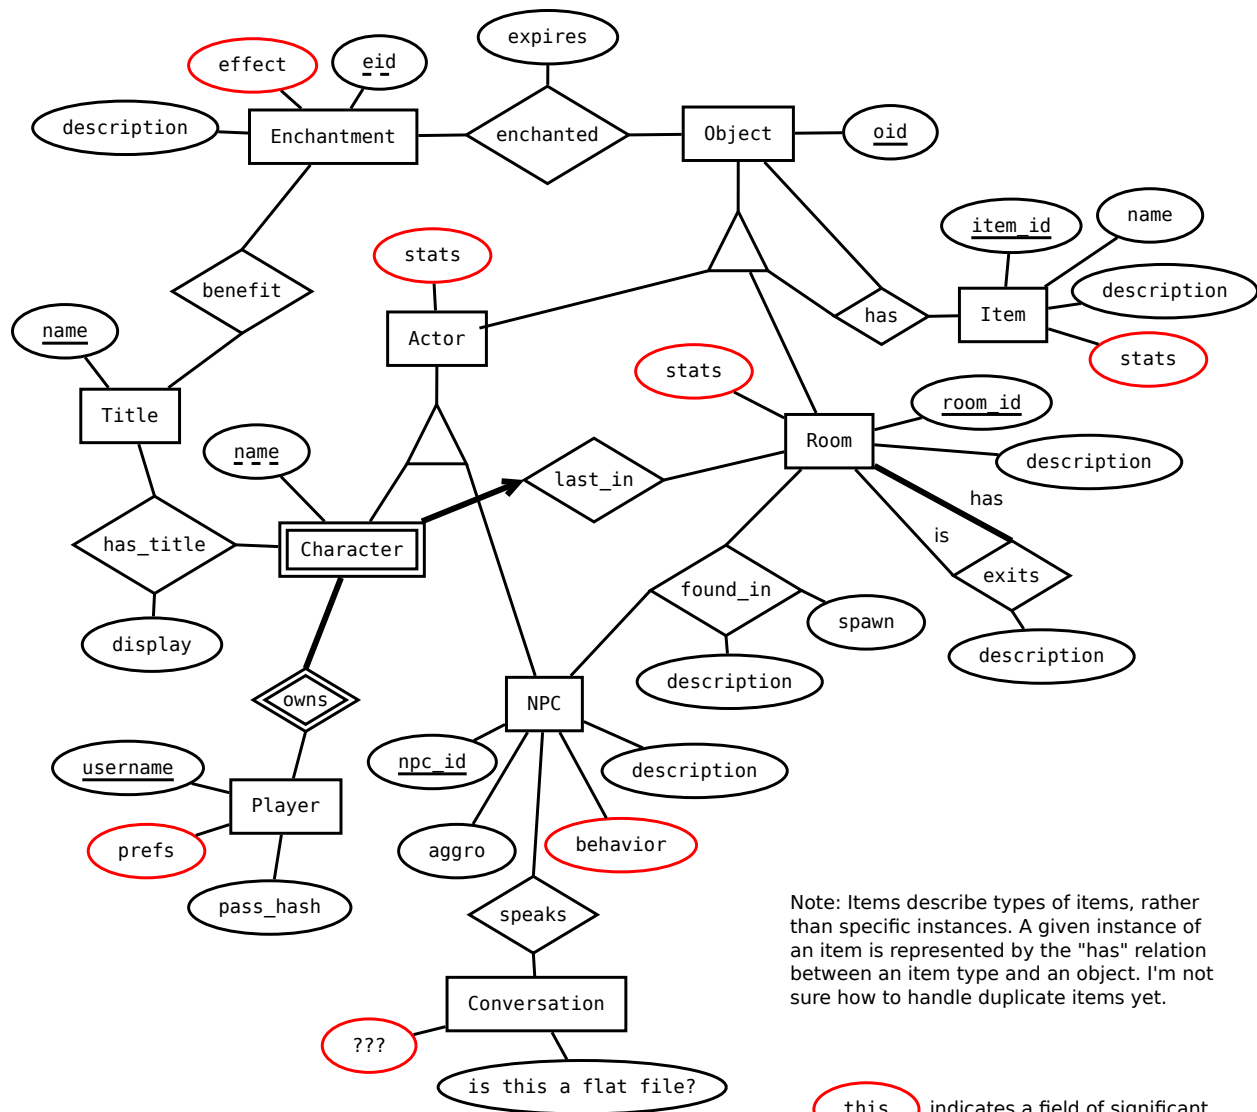 expires
effect
eid
description
Enchantment
enchanted
Object
oid
item_id
name
stats
description
benefit
has
Item
name
Actor
stats
stats
Title
room_id
Room
name
description
last_in
has
is
has_title
Character
exits
found_in
spawn
display
description
description
owns
NPC
username
npc_id
description
Player
prefs
aggro
behavior
pass_hash
speaks
Note: Items describe types of items, rather
than specific instances. A given instance of
an item is represented by the "has" relation
between an item type and an object. I'm not
sure how to handle duplicate items yet.
Conversation
???
is this a flat file?
this
indicates a field of significant